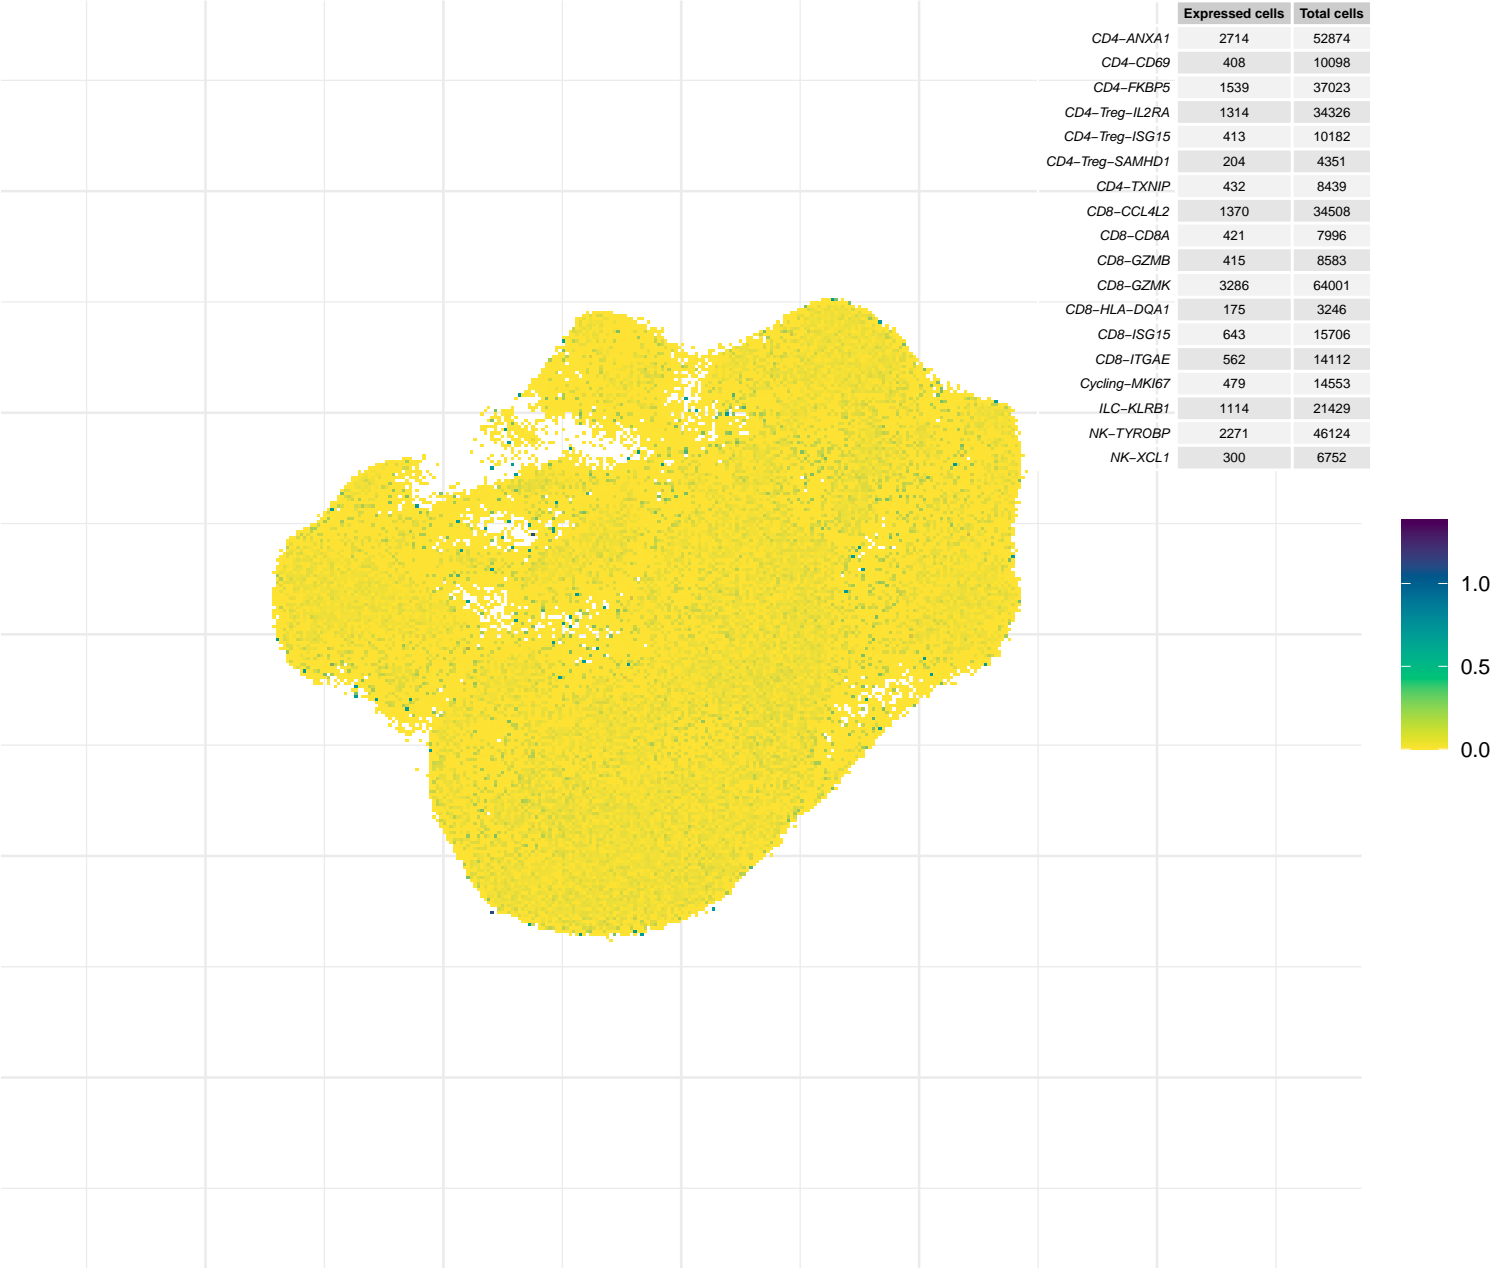 Expressed cells Total cells
CD4−ANXA1 2714 52874
CD4−CD69 408 10098
CD4−FKBP5 1539 37023
CD4−Treg−IL2RA 1314 34326
CD4−Treg−ISG15 413 10182
CD4−Treg−SAMHD1 204 4351
CD4−TXNIP 432 8439
CD8−CCL4L2 1370 34508
CD8−CD8A 421 7996
CD8−GZMB 415 8583
CD8−GZMK 3286 64001
CD8−HLA−DQA1 175 3246
CD8−ISG15 643 15706
CD8−ITGAE 562 14112
Cycling−MKI67 479 14553
ILC−KLRB1 1114 21429
NK−TYROBP 2271 46124
NK−XCL1 300 6752
1.0
0.5
0.0